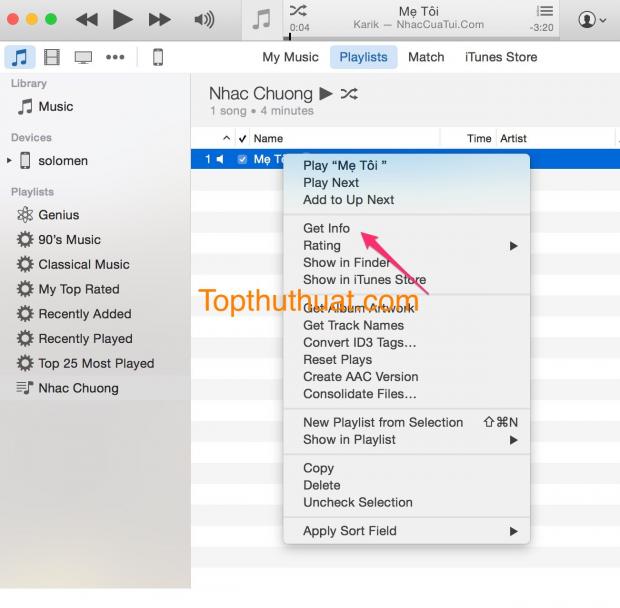 Mẹ Tôi
0:04
Karik — NhacCuaTui.Com
-3:20
My Music
Playlists
Match
iTunes Store
Library
Music
Devices
solomen
Playlists
Genius
90's Music
Classical Music
My Top Rated
Recently Added
Recently Played
Top 25 Most Played
Nhac Chuong
Nhac Chuong
1 song • 4 minutes
Name
Time
Artist
1
Mẹ
Play “Mẹ Tôi ”
Play Next
Add to Up Next
Get Info
Rating
Show in Finder
Show in iTunes Store
Topthuthuat.com
Get Album Artwork
Get Track Names
Convert ID3 Tags…
Reset Plays
Create AAC Version
Consolidate Files…
New Playlist from Selection ⇧⌘N
Show in Playlist
Copy
Delete
Uncheck Selection
Apply Sort Field